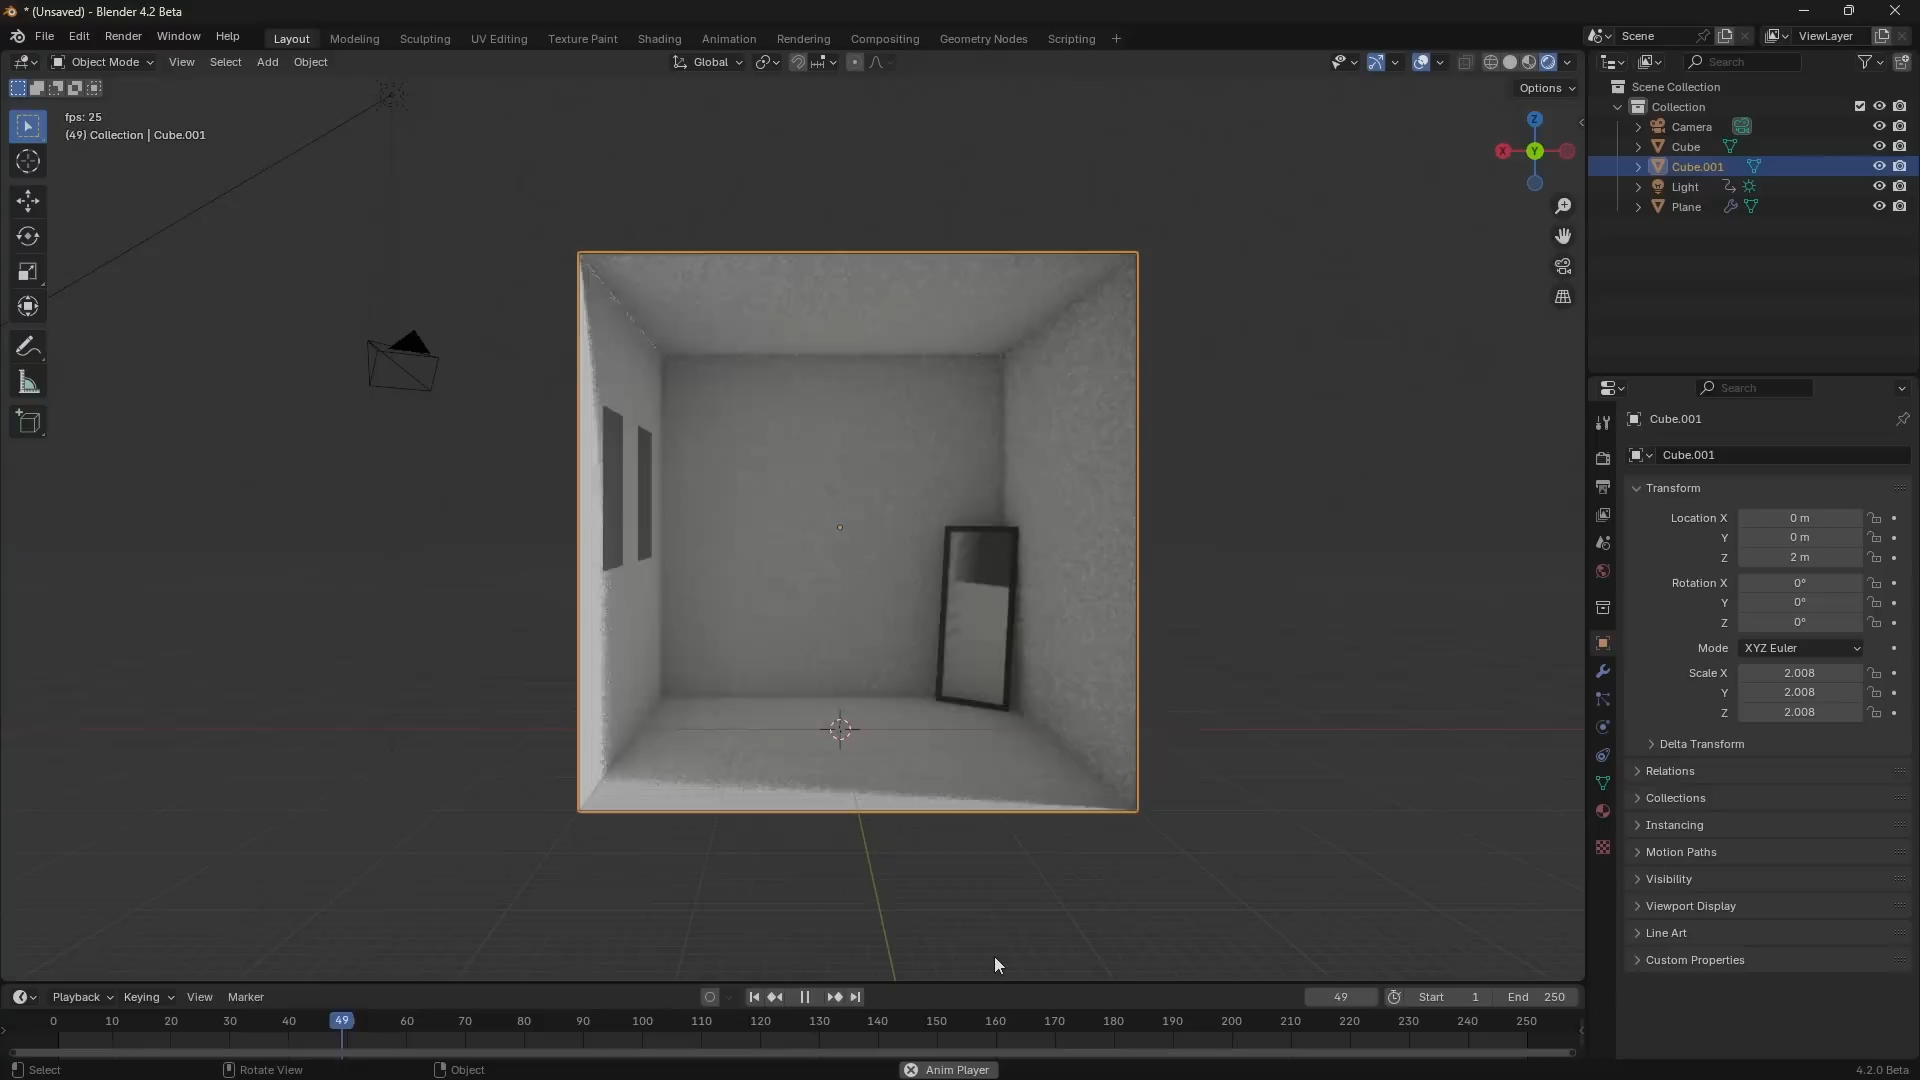 * (Unsaved) - Blender 4.2 Beta
File Edit Render Window Help
Layout Modeling Sculpting UV Editing Texture Paint Shading Animation Rendering Compositing Geometry Nodes Scripting +
Scene ViewLayer
Object Mode View Select Add Object
Global
Search
Options
fps: 25
(49) Collection | Cube.001
Z
X
Y
Scene Collection
Collection
Camera
Cube
Cube.001
Light
Plane
Search
Cube.001
Cube.001
Transform
Location X 0 m
Y 0 m
Z 2 m
Rotation X 0°
Y 0°
Z 0°
Mode XYZ Euler
Scale X 2.008
Y 2.008
Z 2.008
Delta Transform
Relations
Collections
Instancing
Motion Paths
Visibility
Viewport Display
Line Art
Custom Properties
Playback Keying View Marker
49 Start 1 End 250
0 10 20 30 40 49 60 70 80 90 100 110 120 130 140 150 160 170 180 190 200 210 220 230 240 250
Select Rotate View Object Anim Player 4.2.0 Beta